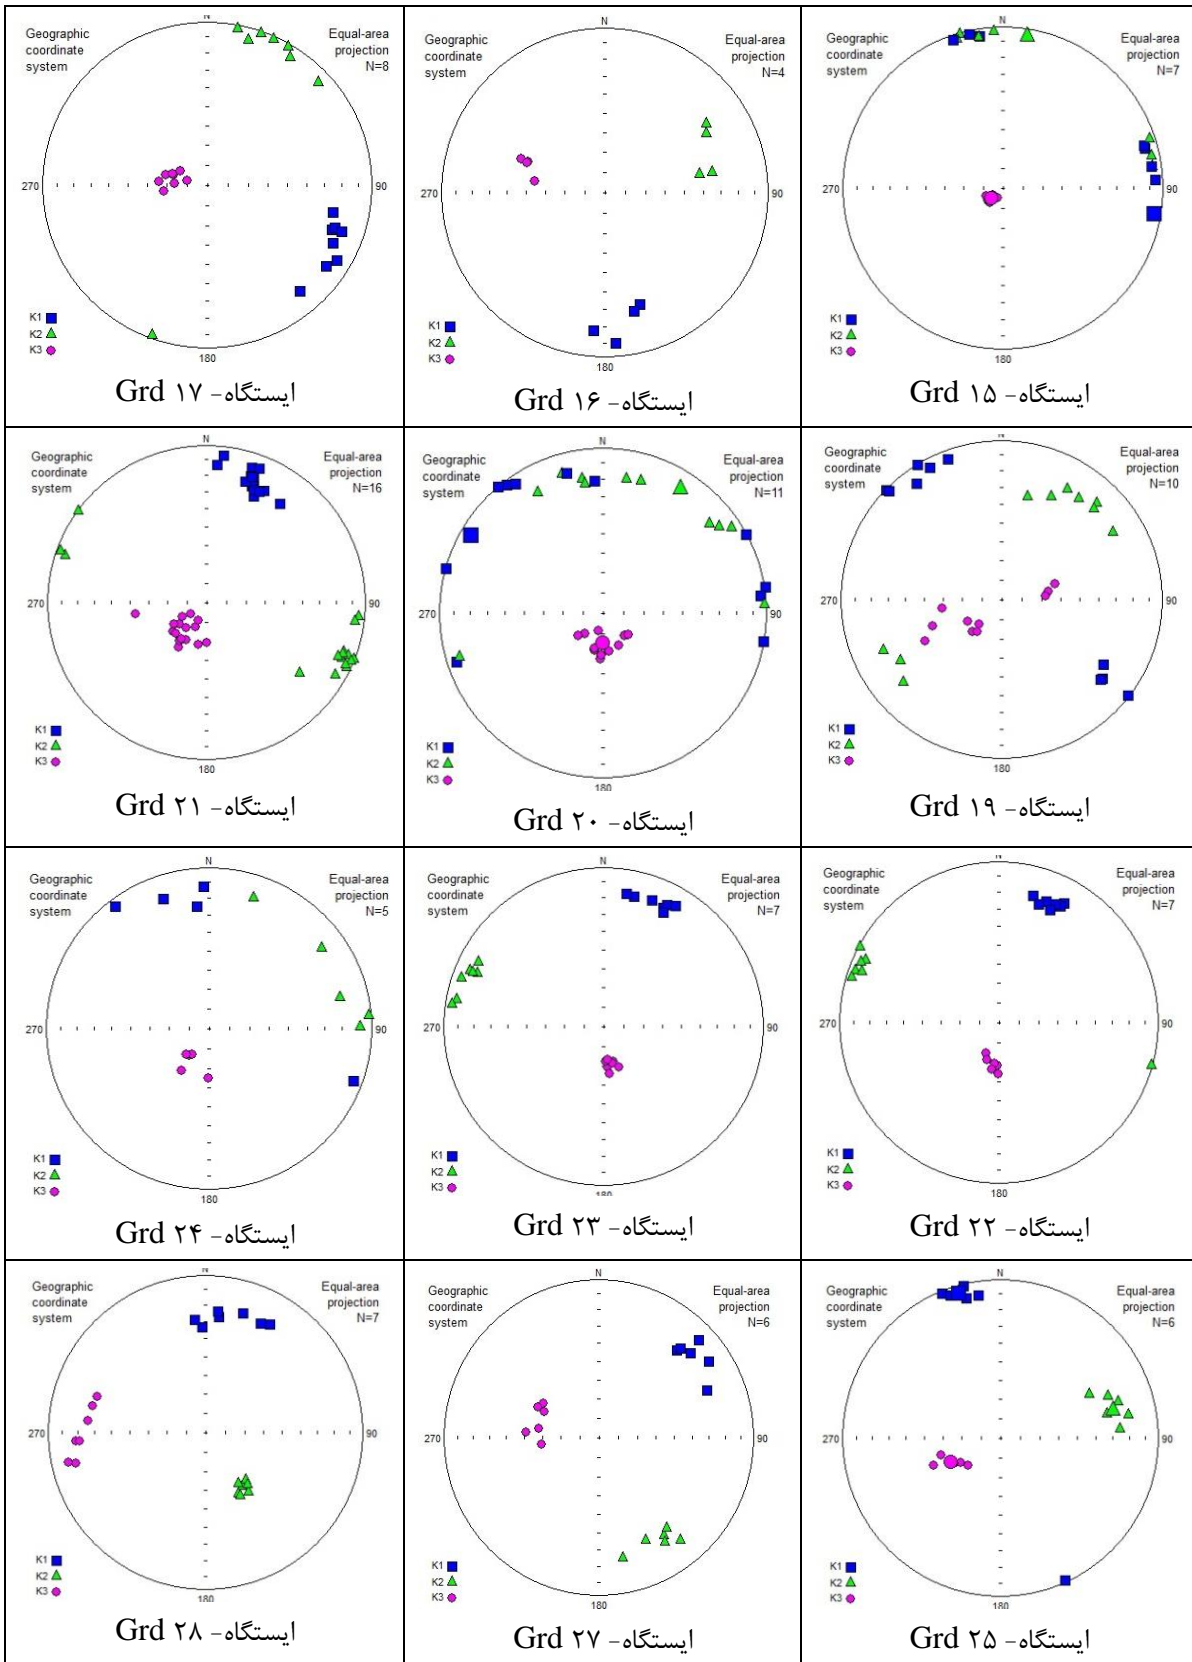 N
Geographic
coordinate
system
Equal-area
projection
N=7
270
90
K1
K2
K3
180
ایستگاه- Grd ۱۵
N
Geographic
coordinate
system
Equal-area
projection
N=4
270
90
K1
K2
K3
180
ایستگاه- Grd ۱۶
N
Geographic
coordinate
system
Equal-area
projection
N=8
270
90
K1
K2
K3
180
ایستگاه- Grd ۱۷
N
Geographic
coordinate
system
Equal-area
projection
N=10
270
90
K1
K2
K3
180
ایستگاه- Grd ۱۹
N
Geographic
coordinate
system
Equal-area
projection
N=11
270
90
K1
K2
K3
180
ایستگاه- Grd ۲۰
N
Geographic
coordinate
system
Equal-area
projection
N=16
270
90
K1
K2
K3
180
ایستگاه- Grd ۲۱
N
Geographic
coordinate
system
Equal-area
projection
N=7
270
90
K1
K2
K3
180
ایستگاه- Grd ۲۲
N
Geographic
coordinate
system
Equal-area
projection
N=7
270
90
K1
K2
K3
180
ایستگاه- Grd ۲۳
N
Geographic
coordinate
system
Equal-area
projection
N=5
270
90
K1
K2
K3
180
ایستگاه- Grd ۲۴
N
Geographic
coordinate
system
Equal-area
projection
N=6
270
90
K1
K2
K3
180
ایستگاه- Grd ۲۵
N
Geographic
coordinate
system
Equal-area
projection
N=6
270
90
K1
K2
K3
180
ایستگاه- Grd ۲۷
N
Geographic
coordinate
system
Equal-area
projection
N=7
270
90
K1
K2
K3
180
ایستگاه- Grd ۲۸